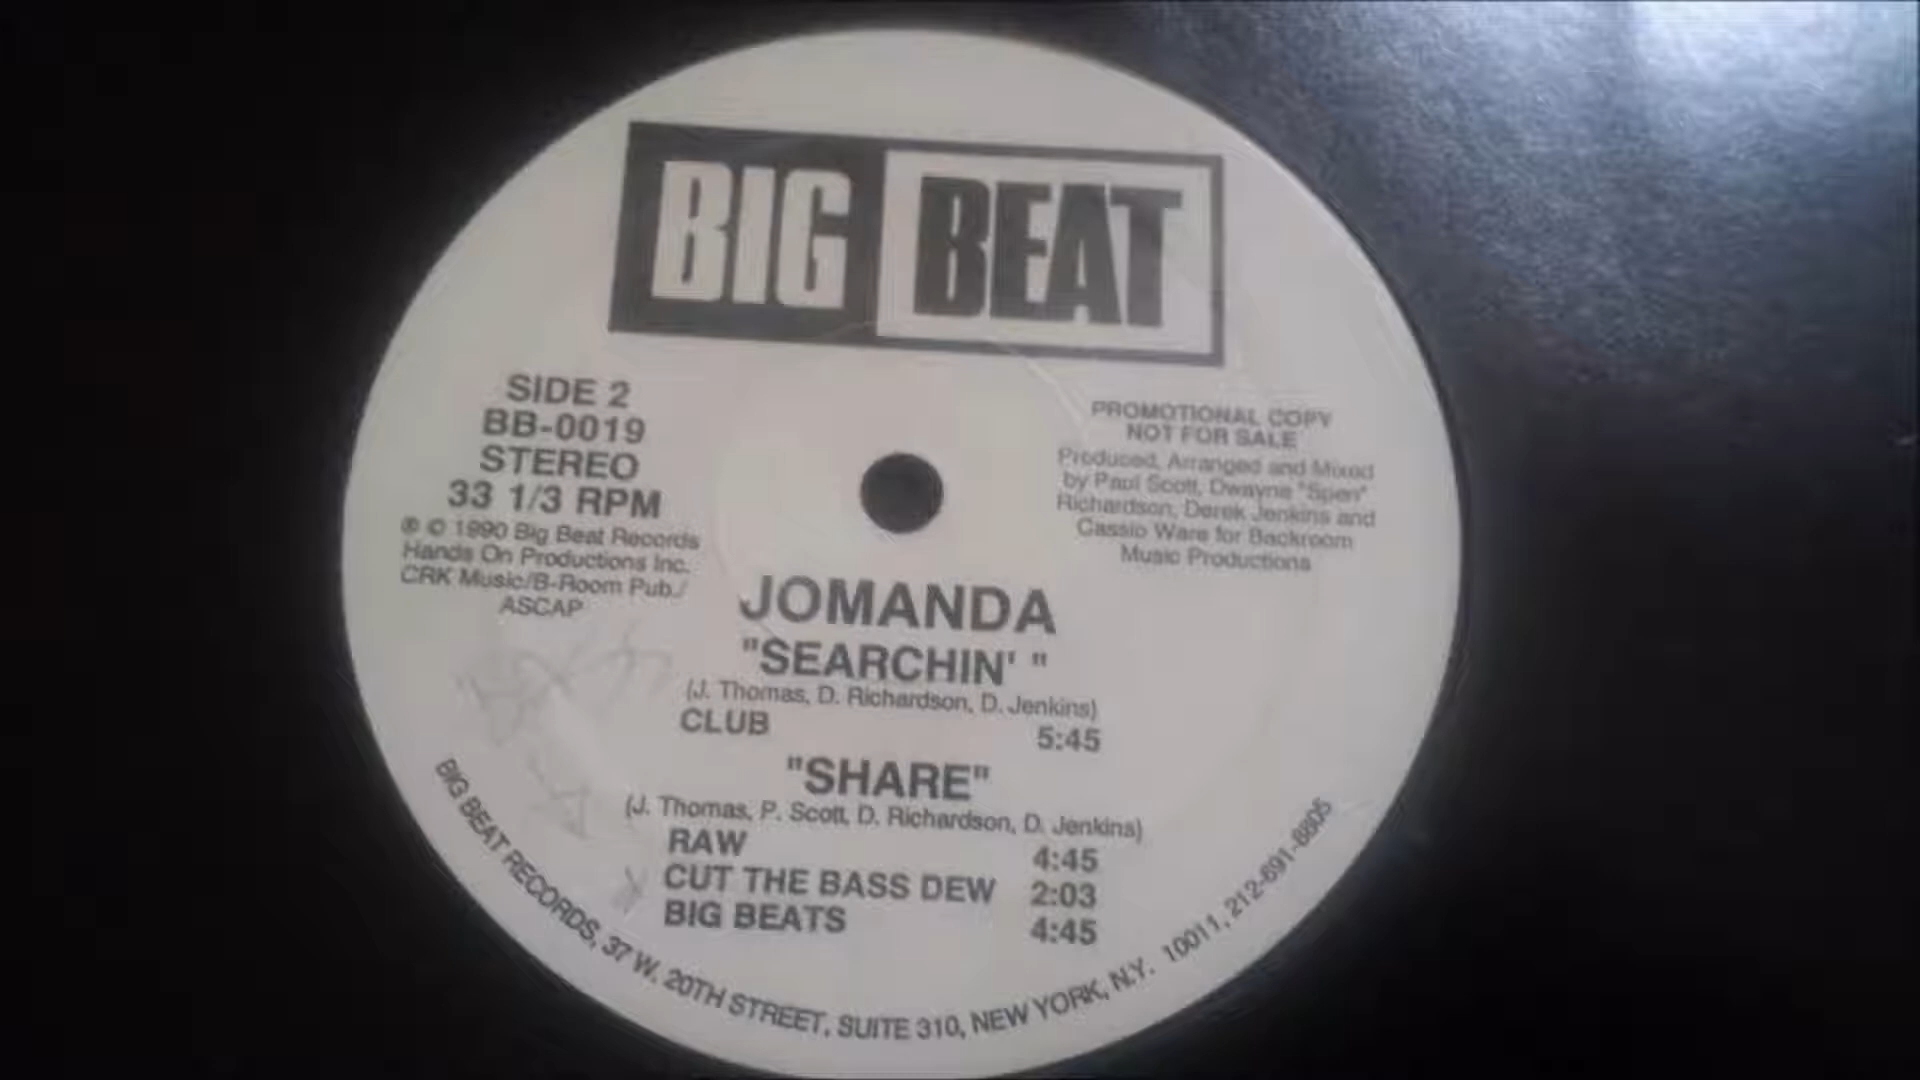 BIG BEAT
SIDE 2
BB-0019
STEREO
33 1/3 RPM
℗ © 1990 Big Beat Records
Hands On Productions Inc.
CRK Music/B-Room Pub./
ASCAP
PROMOTIONAL COPY
NOT FOR SALE
Produced, Arranged and Mixed
by Paul Scott, Dwayne "Spen"
Richardson, Derek Jenkins and
Cassio Ware for Backroom
Music Productions
JOMANDA
"SEARCHIN' "
(J. Thomas, D. Richardson, D. Jenkins)
CLUB 5:45
"SHARE"
(J. Thomas, P. Scott, D. Richardson, D. Jenkins)
RAW 4:45
CUT THE BASS DEW 2:03
BIG BEATS 4:45
BIG BEAT RECORDS, 37 W. 20TH STREET, SUITE 310, NEW YORK, N.Y. 10011, 212-691-8805